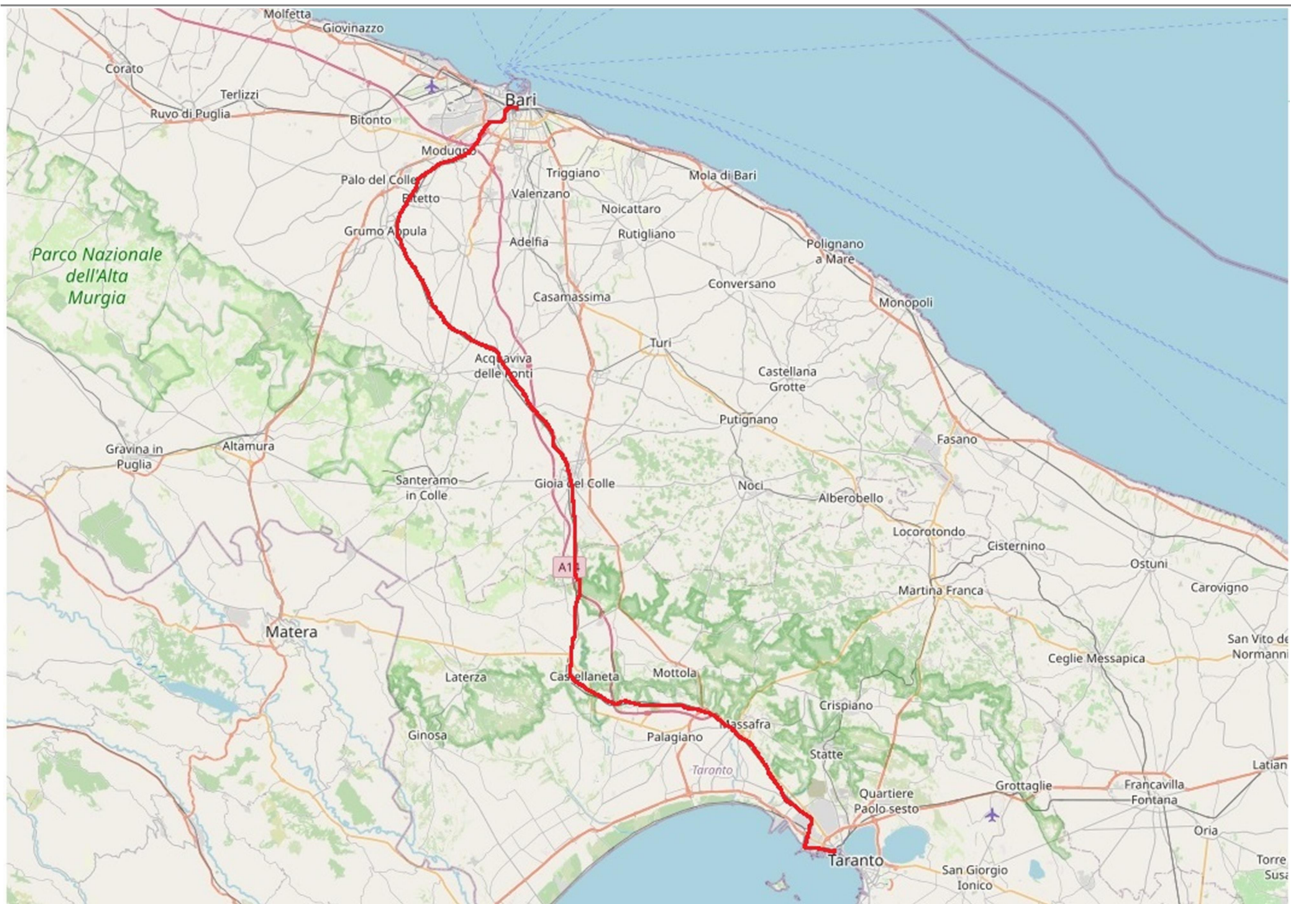 Molfetta
Giovinazzo
Corato
Terlizzi
Ruvo di Puglia
Bitonto
Bari
Modugno
Palo del Colle
Bitetto
Triggiano
Valenzano
Mola di Bari
Noicattaro
Rutigliano
Grumo Appula
Adelfia
Polignano
a Mare
Parco Nazionale
dell'Alta
Murgia
Casamassima
Conversano
Monopoli
Turi
Acquaviva
delle Fonti
Castellana
Grotte
Putignano
Fasano
Gravina in
Puglia
Altamura
Santeramo
in Colle
Gioia del Colle
Noci
Alberobello
Locorotondo
Cisternino
A14
Ostuni
Carovigno
Martina Franca
Matera
San Vito de
Normanni
Ceglie Messapica
Laterza
Castellaneta
Mottola
Crispiano
Ginosa
Palagiano
Massafra
Statte
Taranto
Quartiere
Paolo sesto
Grottaglie
Francavilla
Fontana
Latian
Oria
Taranto
San Giorgio
Ionico
Torre
Susa